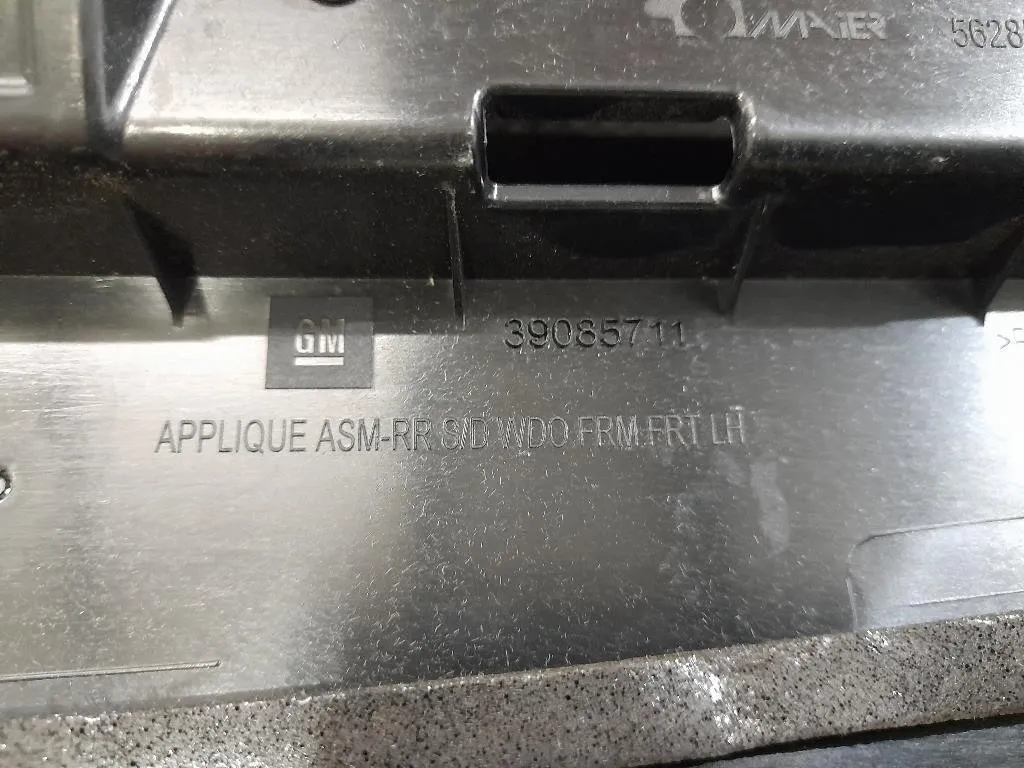 MAIER
5628
GM
39085711
APPLIQUE ASM-RR S/D WDO FRM FRT LH